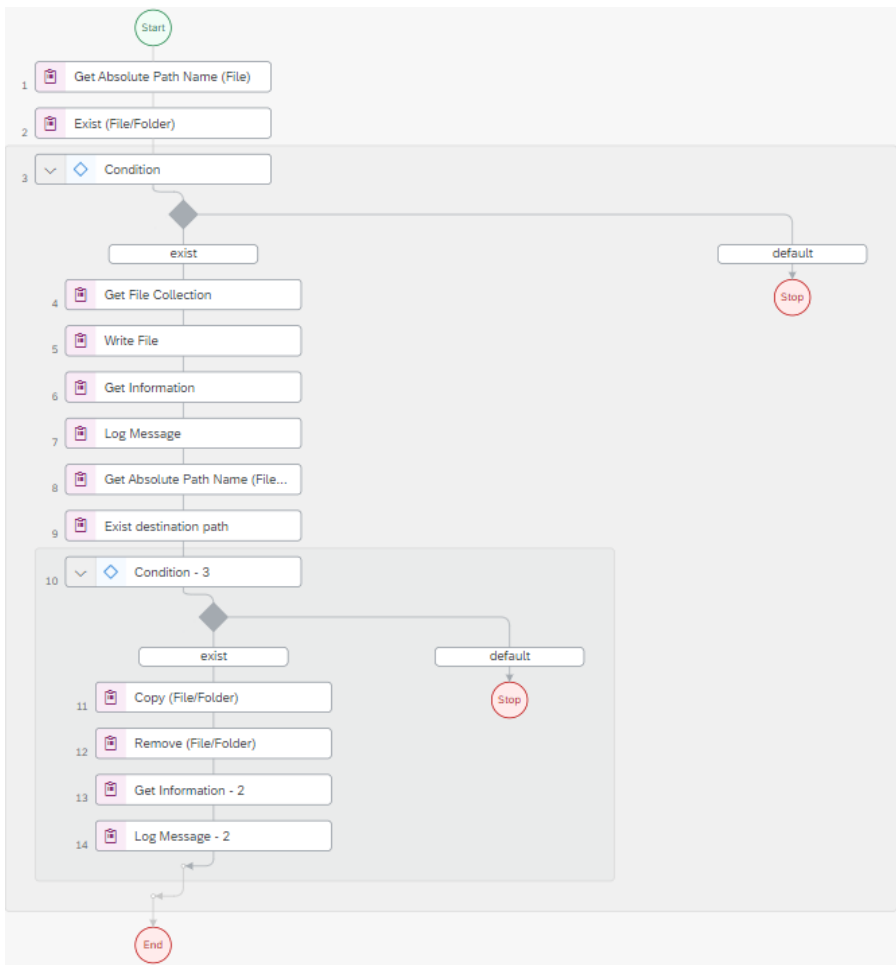 Start
1 Get Absolute Path Name (File)
2 Exist (File/Folder)
3 Condition
exist default
4 Get File Collection Stop
5 Write File
6 Get Information
7 Log Message
8 Get Absolute Path Name (File...
9 Exist destination path
10 Condition - 3
exist default
11 Copy (File/Folder) Stop
12 Remove (File/Folder)
13 Get Information - 2
14 Log Message - 2
End